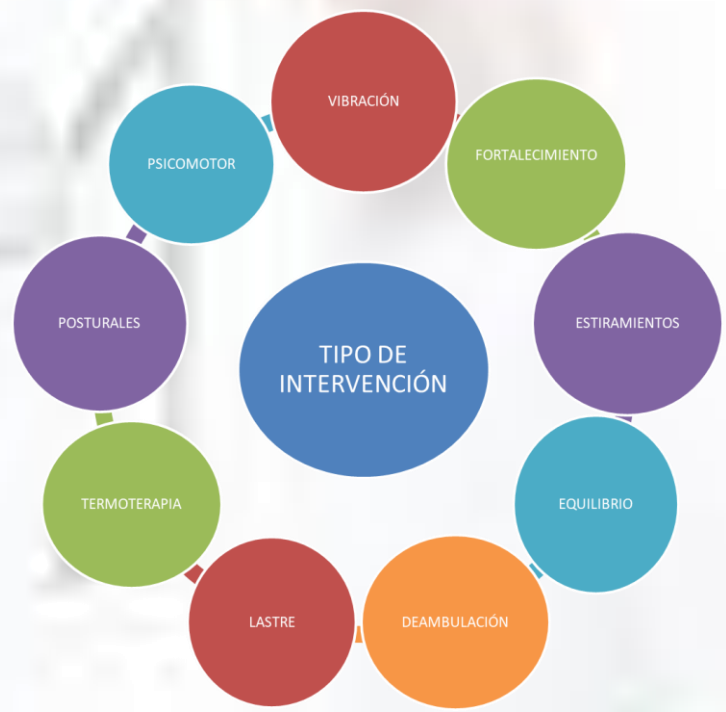 VIBRACIÓN
FORTALECIMIENTO
ESTIRAMIENTOS
EQUILIBRIO
DEAMBULACIÓN
LASTRE
TERMOTERAPIA
POSTURALES
PSICOMOTOR
TIPO DE
INTERVENCIÓN